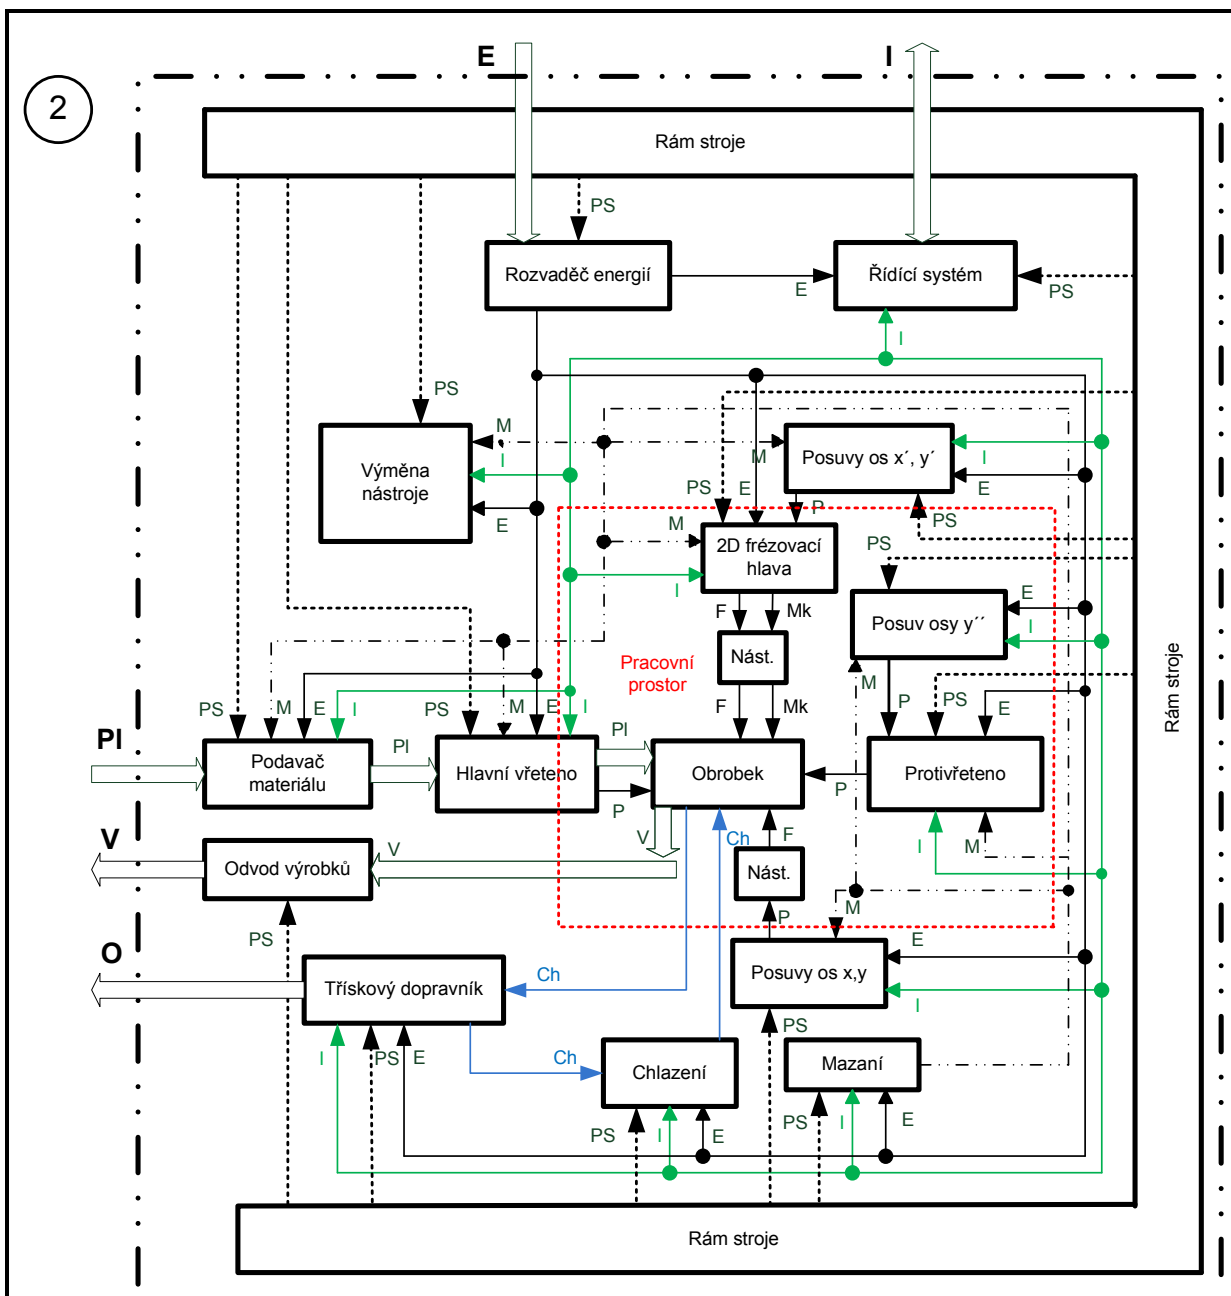 E
I
2
Rám stroje
PS
Rozvaděč energií
E
Řídící systém
PS
I
PS
M
I
E
Výměna
nástroje
M
Posuvy os x´, y´
I
E
PS
E
P
PS
M
2D frézovací
hlava
I
PS
F
Mk
Posuv osy y´´
E
I
Nást.
Pracovní
prostor
M
P
PS
E
F
Mk
Rám stroje
PS
M
E
I
PS
M
E
I
Pl
Podavač
materiálu
Pl
Hlavní vřeteno
Pl
P
Obrobek
P
Protivřeteno
V
Odvod výrobků
V
V
Ch
F
I
M
Nást.
PS
P
M
O
Třískový dopravník
Ch
Posuvy os x,y
E
I
PS
I
PS
E
Ch
Chlazení
Mazaní
PS
I
E
PS
I
E
Rám stroje